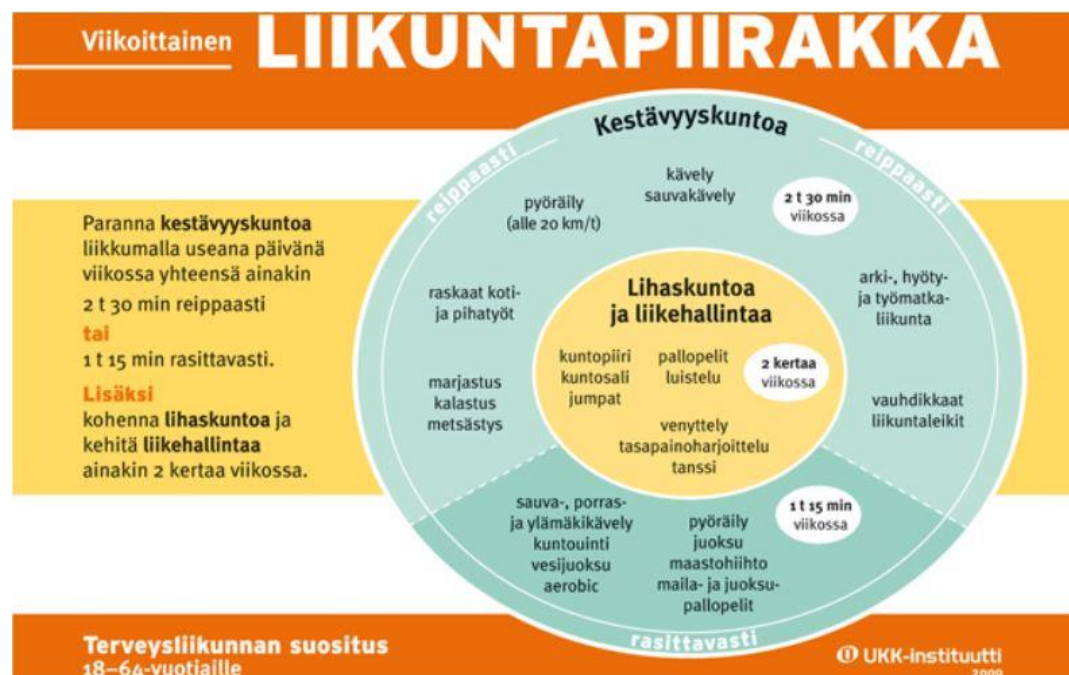 Viikoittainen LIIKUNTAPIIRAKKA
Paranna kestävyyskuntoa
liikkumalla useana päivänä
viikossa yhteensä ainakin
2 t 30 min reippaasti
tai
1 t 15 min rasittavasti.
Lisäksi
kohenna lihaskuntoa ja
kehitä liikehallintaa
ainakin 2 kertaa viikossa.
Kestävyyskuntoa
reippaasti
reippaasti
kävely
sauvakävely
2 t 30 min
viikossa
pyöräily
(alle 20 km/t)
raskaat koti-
ja pihatyöt
marjastus
kalastus
metsästys
arki-, hyöty-
ja työmatka-
liikunta
vauhdikkaat
liikuntaleikit
Lihaskuntoa
ja liikehallintaa
kuntopiiri
kuntosali
jumpat
pallopelit
luistelu
2 kertaa
viikossa
venyttely
tasapainoharjoittelu
tanssi
sauva-, porras-
ja ylämäkikävely
kuntouinti
vesijuoksu
aerobic
pyöräily
juoksu
maastohiihto
maila- ja juoksu-
pallopelit
1 t 15 min
viikossa
rasittavasti
Terveysliikunnan suositus
18–64-vuotiaille
UKK-instituutti
2009